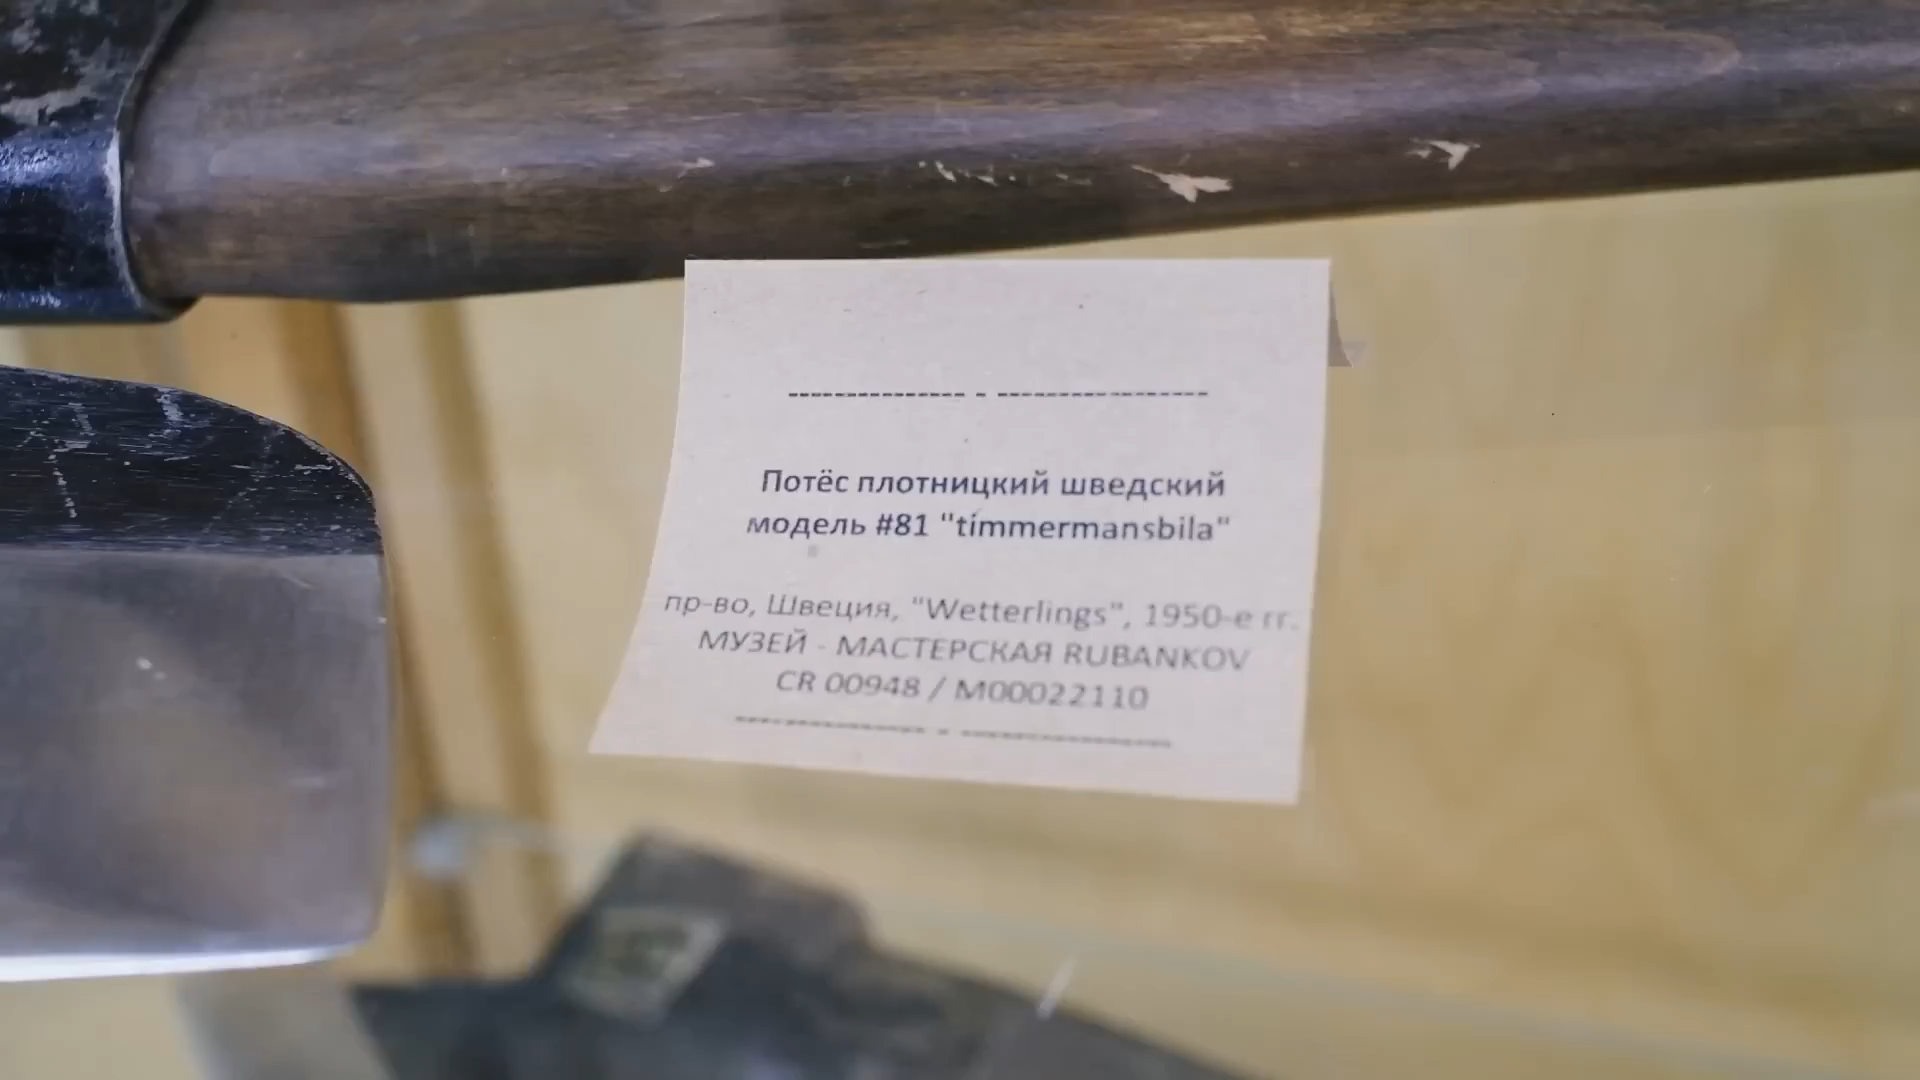 --------------- - -----------------
Потёс плотницкий шведский
модель #81 "timmermansbila"
пр-во, Швеция, "Wetterlings", 1950-е гг.
МУЗЕЙ - МАСТЕРСКАЯ RUBANKOV
CR 00948 / M00022110
--------------- - -----------------